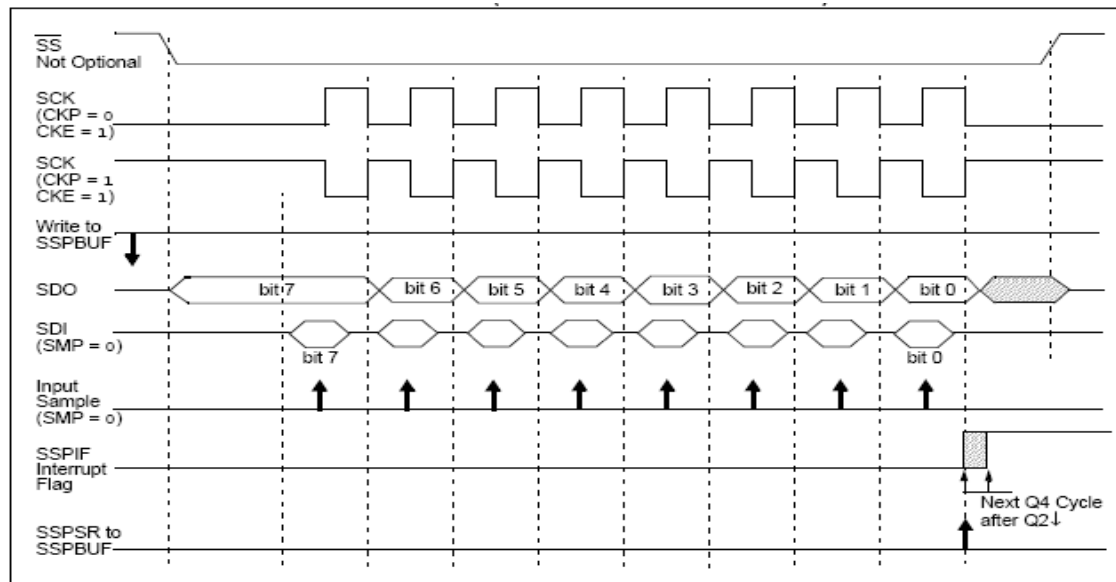 SS
Not Optional
SCK
(CKP = 0
CKE = 1)
SCK
(CKP = 1
CKE = 1)
Write to
SSPBUF
SDO
bit 7
bit 6
bit 5
bit 4
bit 3
bit 2
bit 1
bit 0
SDI
(SMP = 0)
bit 7
bit 0
Input
Sample
(SMP = 0)
SSPIF
Interrupt
Flag
Next Q4 Cycle
after Q2↓
SSPSR to
SSPBUF